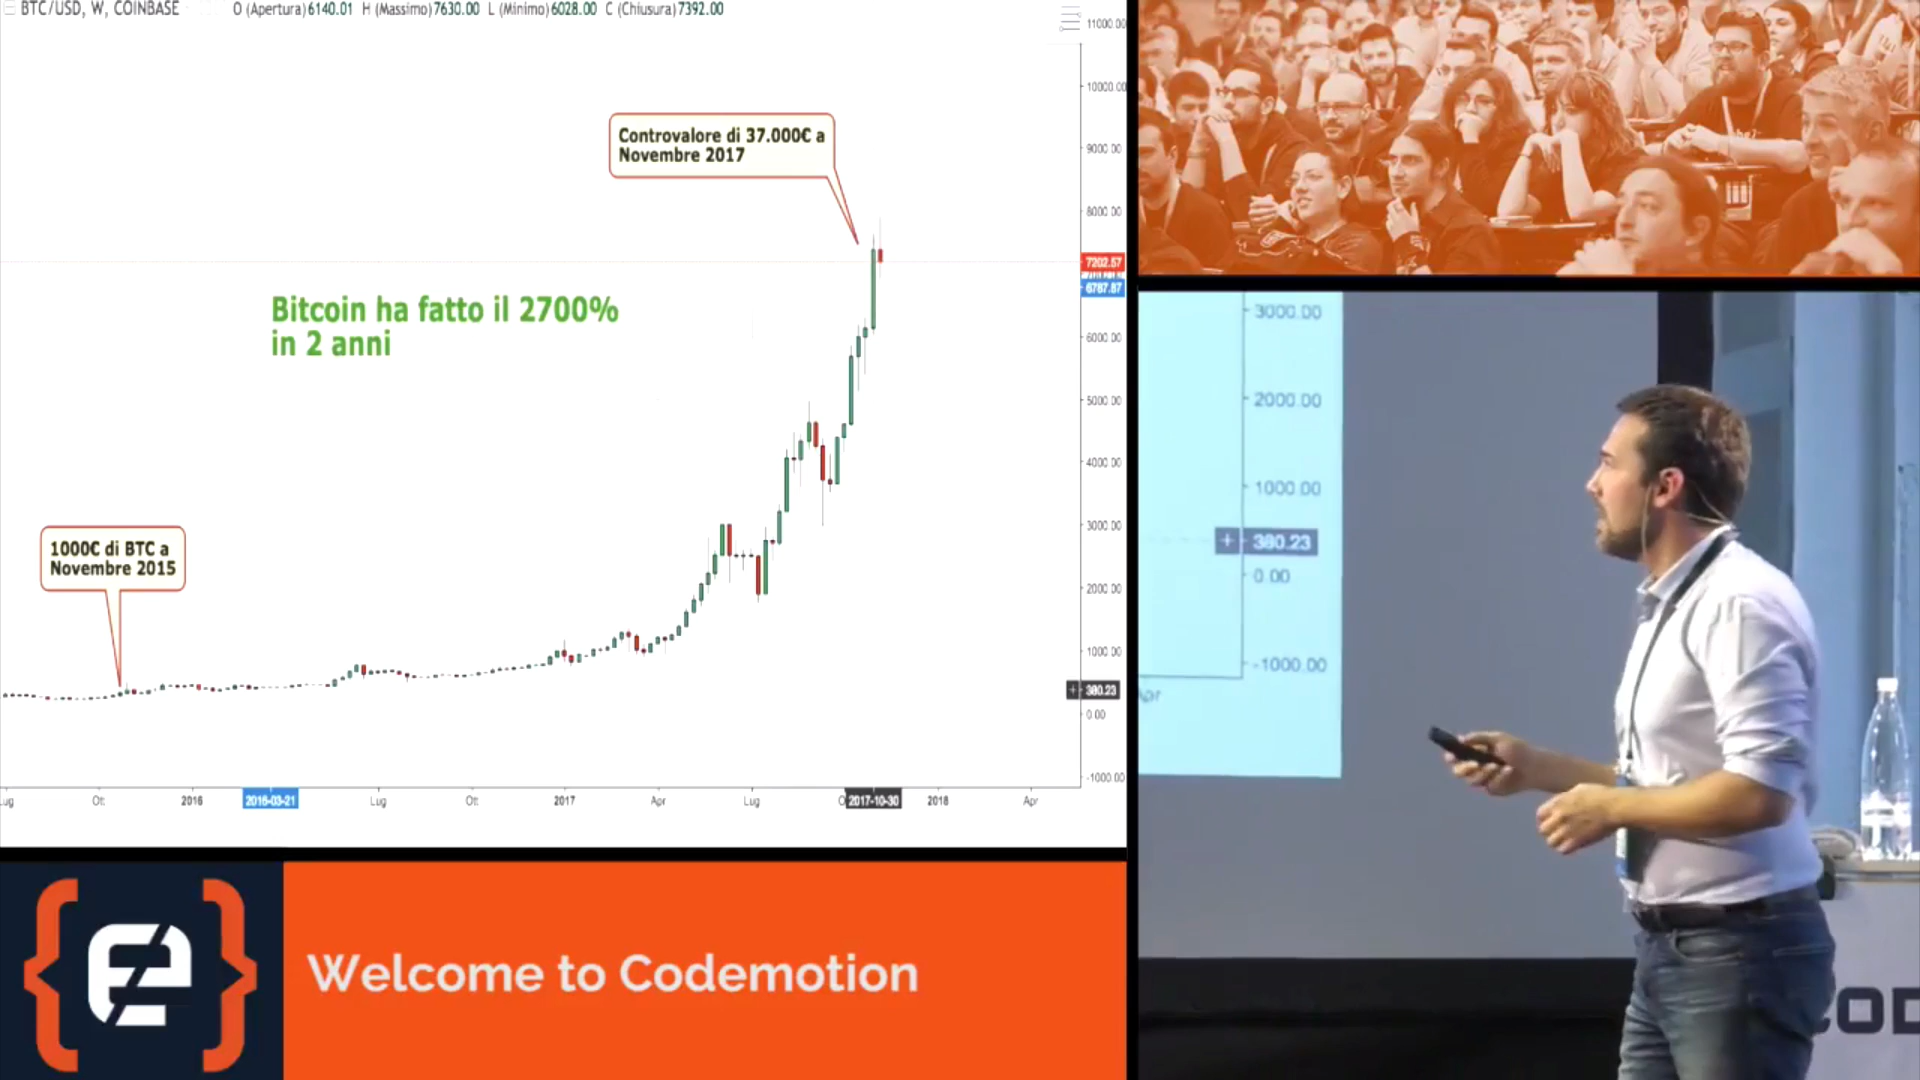 BTC/USD, W, COINBASE O (Apertura)6140.01 H (Massimo)7630.00 L (Minimo)6028.00 C (Chiusura)7392.00
11000.00
10000.00
9000.00
8000.00
7202.57
6787.87
6000.00
5000.00
4000.00
3000.00
2000.00
1000.00
380.23
0.00
-1000.00
Controvalore di 37.000€ a
Novembre 2017
Bitcoin ha fatto il 2700%
in 2 anni
1000€ di BTC a
Novembre 2015
Ott 2016 2016-03-21 Lug Ott 2017 Apr Lug 2017-10-30 2018 Apr
Welcome to Codemotion
3000.00
2000.00
1000.00
380.23
0.00
-1000.00
Apr